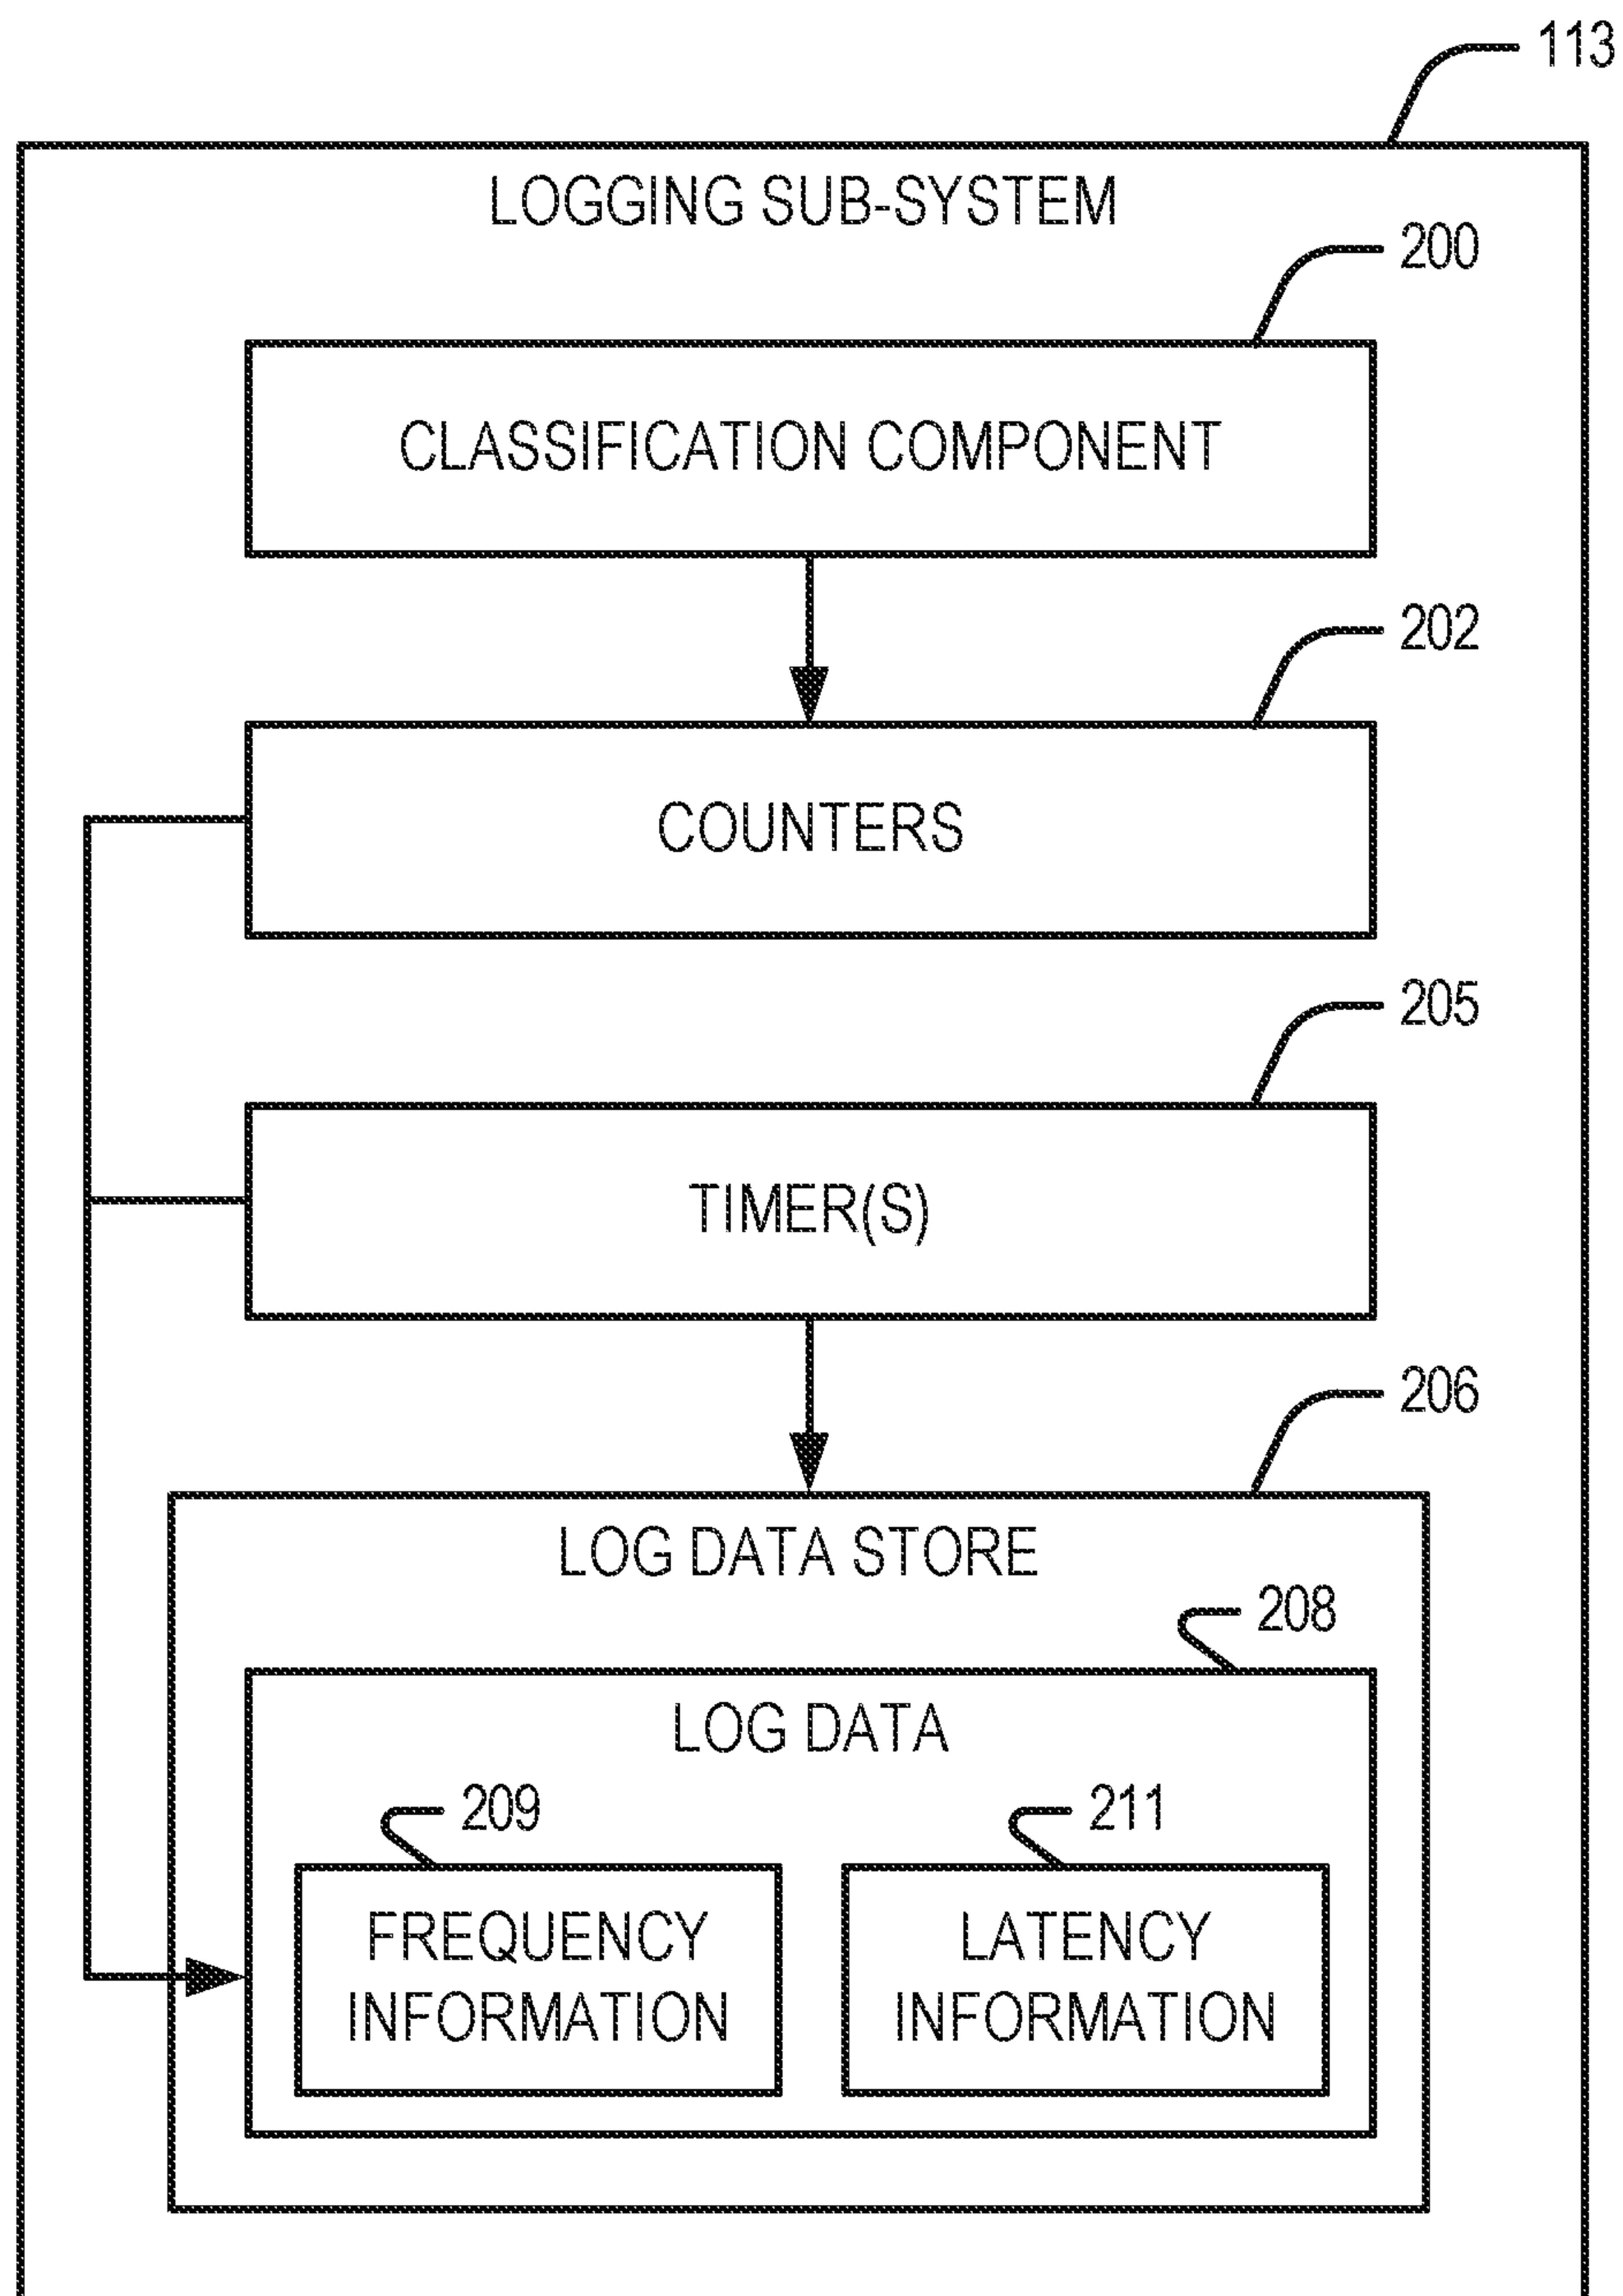 113
LOGGING SUB-SYSTEM
200
CLASSIFICATION COMPONENT
202
COUNTERS
205
TIMER(S)
206
LOG DATA STORE
208
LOG DATA
209
211
FREQUENCY
INFORMATION
LATENCY
INFORMATION